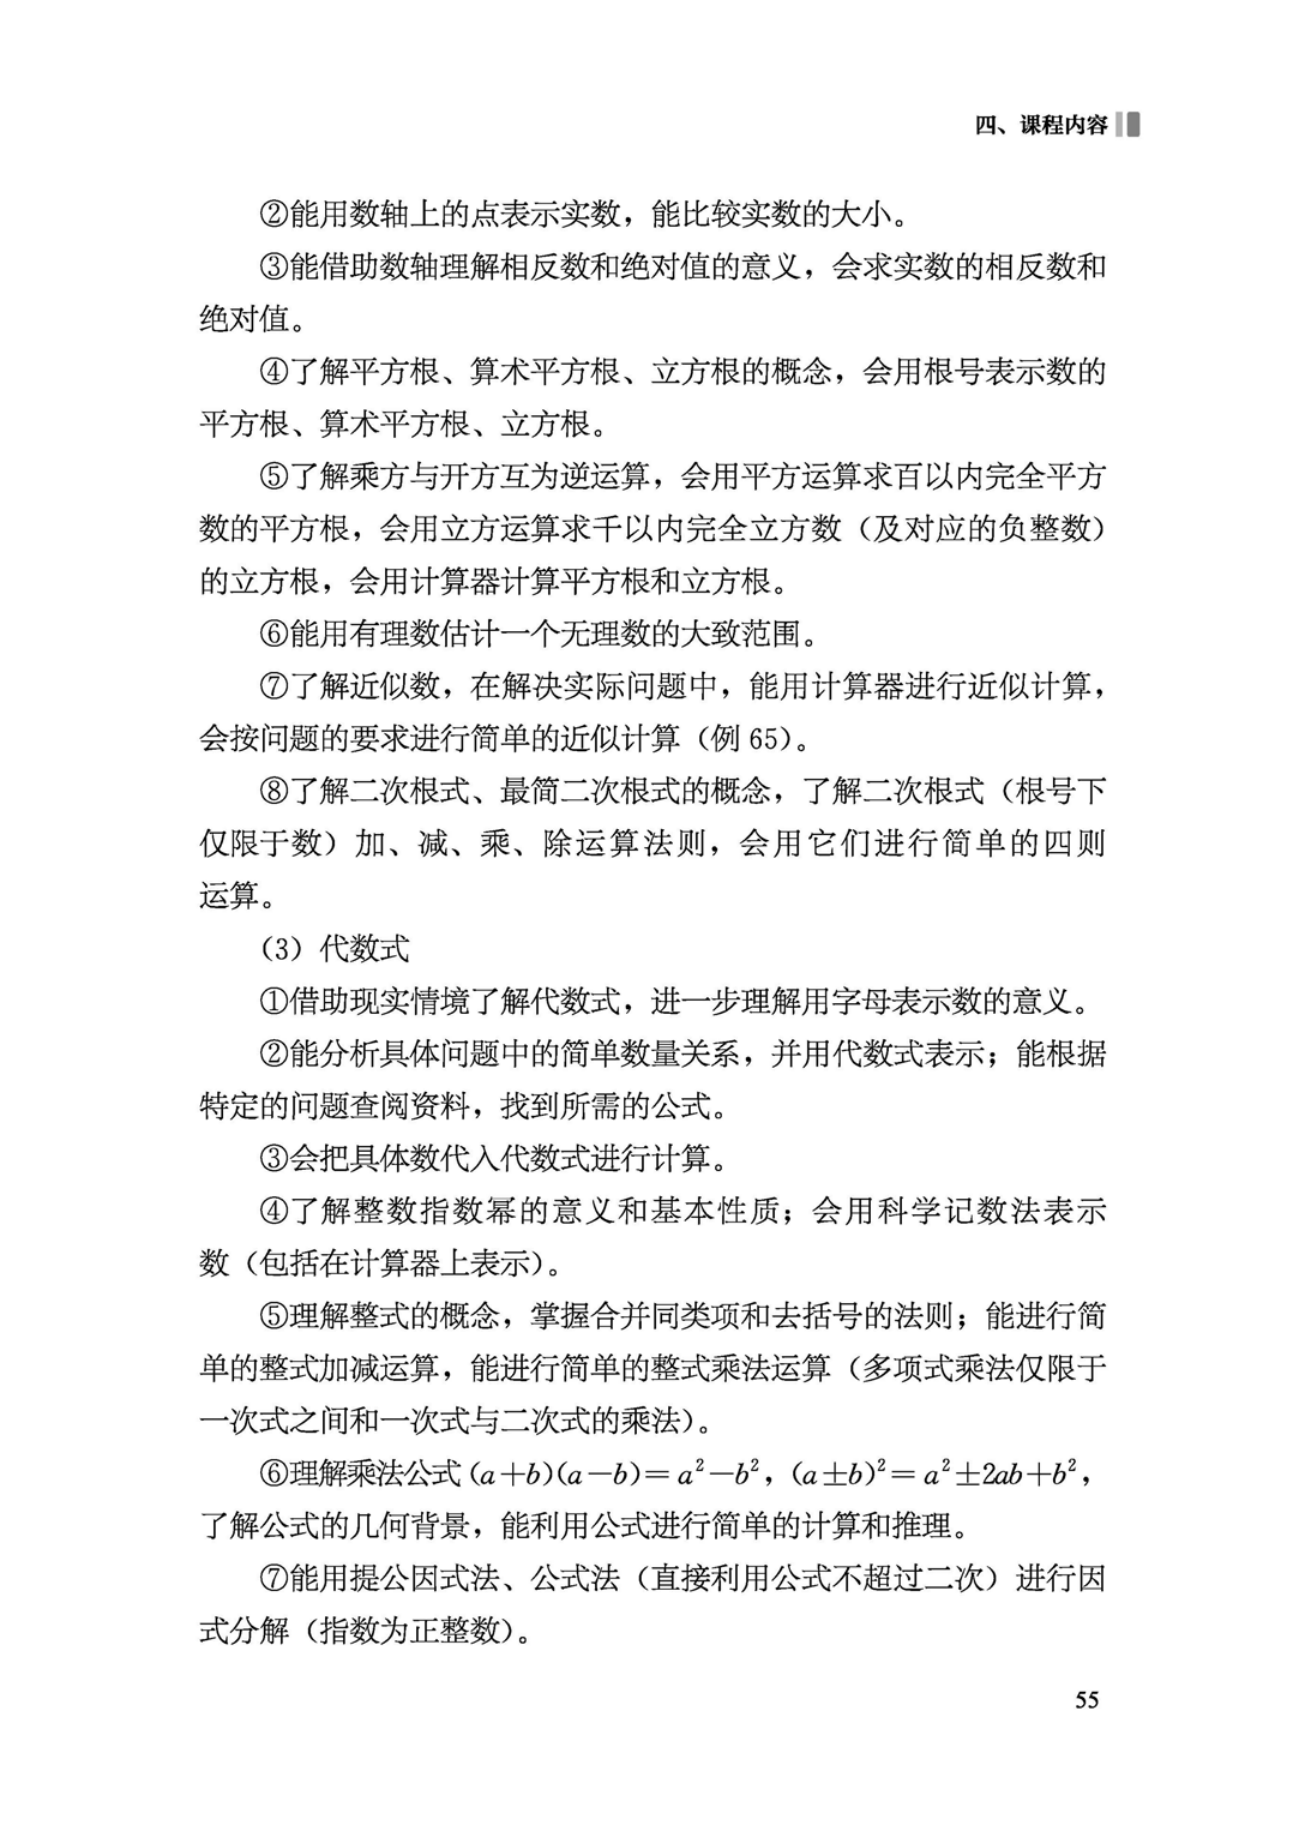 四、课程内容
②能用数轴上的点表示实数，能比较实数的大小。
③能借助数轴理解相反数和绝对值的意义，会求实数的相反数和
绝对值。
④了解平方根、算术平方根、立方根的概念，会用根号表示数的
平方根、算术平方根、立方根。
⑤了解乘方与开方互为逆运算，会用平方运算求百以内完全平方
数的平方根，会用立方运算求千以内完全立方数（及对应的负整数）
的立方根，会用计算器计算平方根和立方根。
⑥能用有理数估计一个无理数的大致范围。
⑦了解近似数，在解决实际问题中，能用计算器进行近似计算，
会按问题的要求进行简单的近似计算（例 65）。
⑧了解二次根式、最简二次根式的概念，了解二次根式（根号下
仅限于数）加、减、乘、除运算法则，会用它们进行简单的四则
运算。
（3）代数式
①借助现实情境了解代数式，进一步理解用字母表示数的意义。
②能分析具体问题中的简单数量关系，并用代数式表示；能根据
特定的问题查阅资料，找到所需的公式。
③会把具体数代入代数式进行计算。
④了解整数指数幂的意义和基本性质；会用科学记数法表示
数（包括在计算器上表示）。
⑤理解整式的概念，掌握合并同类项和去括号的法则；能进行简
单的整式加减运算，能进行简单的整式乘法运算（多项式乘法仅限于
一次式之间和一次式与二次式的乘法）。
⑥理解乘法公式 (a＋b)(a－b)＝a²－b²，(a±b)²＝a²±2ab＋b²，
了解公式的几何背景，能利用公式进行简单的计算和推理。
⑦能用提公因式法、公式法（直接利用公式不超过二次）进行因
式分解（指数为正整数）。
55